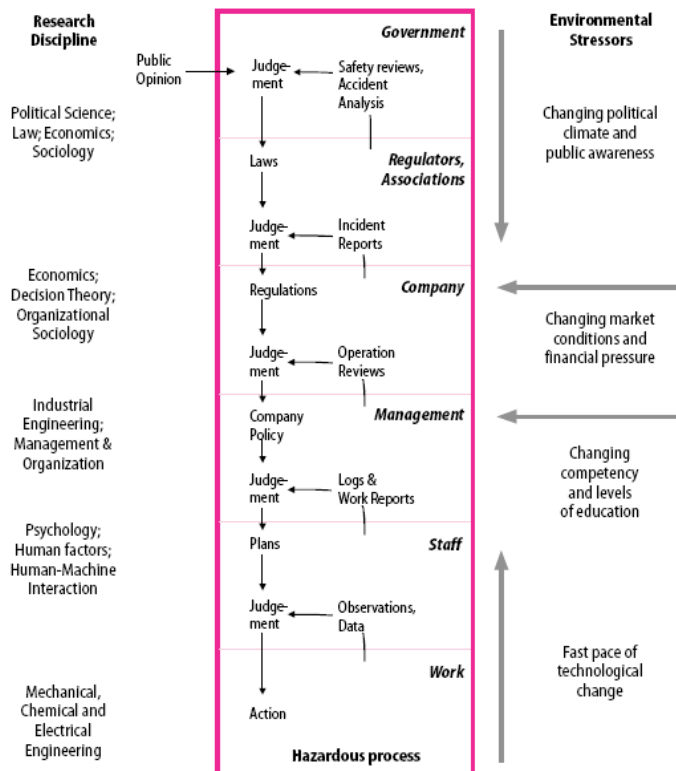 Research
Discipline
Government
Environmental
Stressors
Public
Opinion
Judge-
ment
Safety reviews,
Accident
Analysis
Political Science;
Law; Economics;
Sociology
Changing political
climate and
public awareness
Laws
Regulators,
Associations
Judge-
ment
Incident
Reports
Economics;
Decision Theory;
Organizational
Sociology
Regulations
Company
Changing market
conditions and
financial pressure
Judge-
ment
Operation
Reviews
Industrial
Engineering;
Management &
Organization
Company
Policy
Management
Changing
competency
and levels
of education
Judge-
ment
Logs &
Work Reports
Psychology;
Human factors;
Human-Machine
Interaction
Plans
Staff
Judge-
ment
Observations,
Data
Fast pace of
technological
change
Work
Mechanical,
Chemical and
Electrical
Engineering
Action
Hazardous process